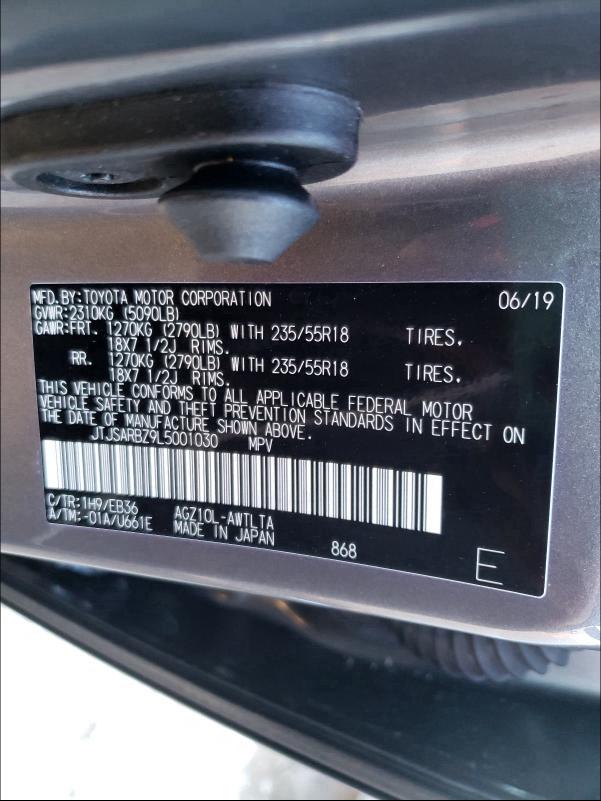 MFD.BY:TOYOTA MOTOR CORPORATION 06/19
GVWR:2310KG (5090LB)
GAWR:FRT. 1270KG (2790LB) WITH 235/55R18 TIRES,
18X7 1/2J RIMS.
RR. 1270KG (2790LB) WITH 235/55R18 TIRES,
18X7 1/2J RIMS.
THIS VEHICLE CONFORMS TO ALL APPLICABLE FEDERAL MOTOR
VEHICLE SAFETY AND THEFT PREVENTION STANDARDS IN EFFECT ON
THE DATE OF MANUFACTURE SHOWN ABOVE.
JTJSARBZ9L5001030 MPV
C/TR:1H9/EB36 AGZ10L-AWTLTA
A/TM:-01A/U661E MADE IN JAPAN 868 E